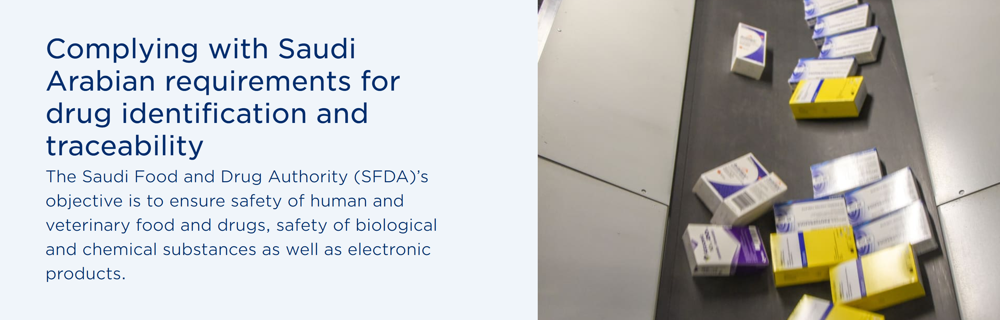 Complying with Saudi
Arabian requirements for
drug identification and
traceability
The Saudi Food and Drug Authority (SFDA)’s
objective is to ensure safety of human and
veterinary food and drugs, safety of biological
and chemical substances as well as electronic
products.